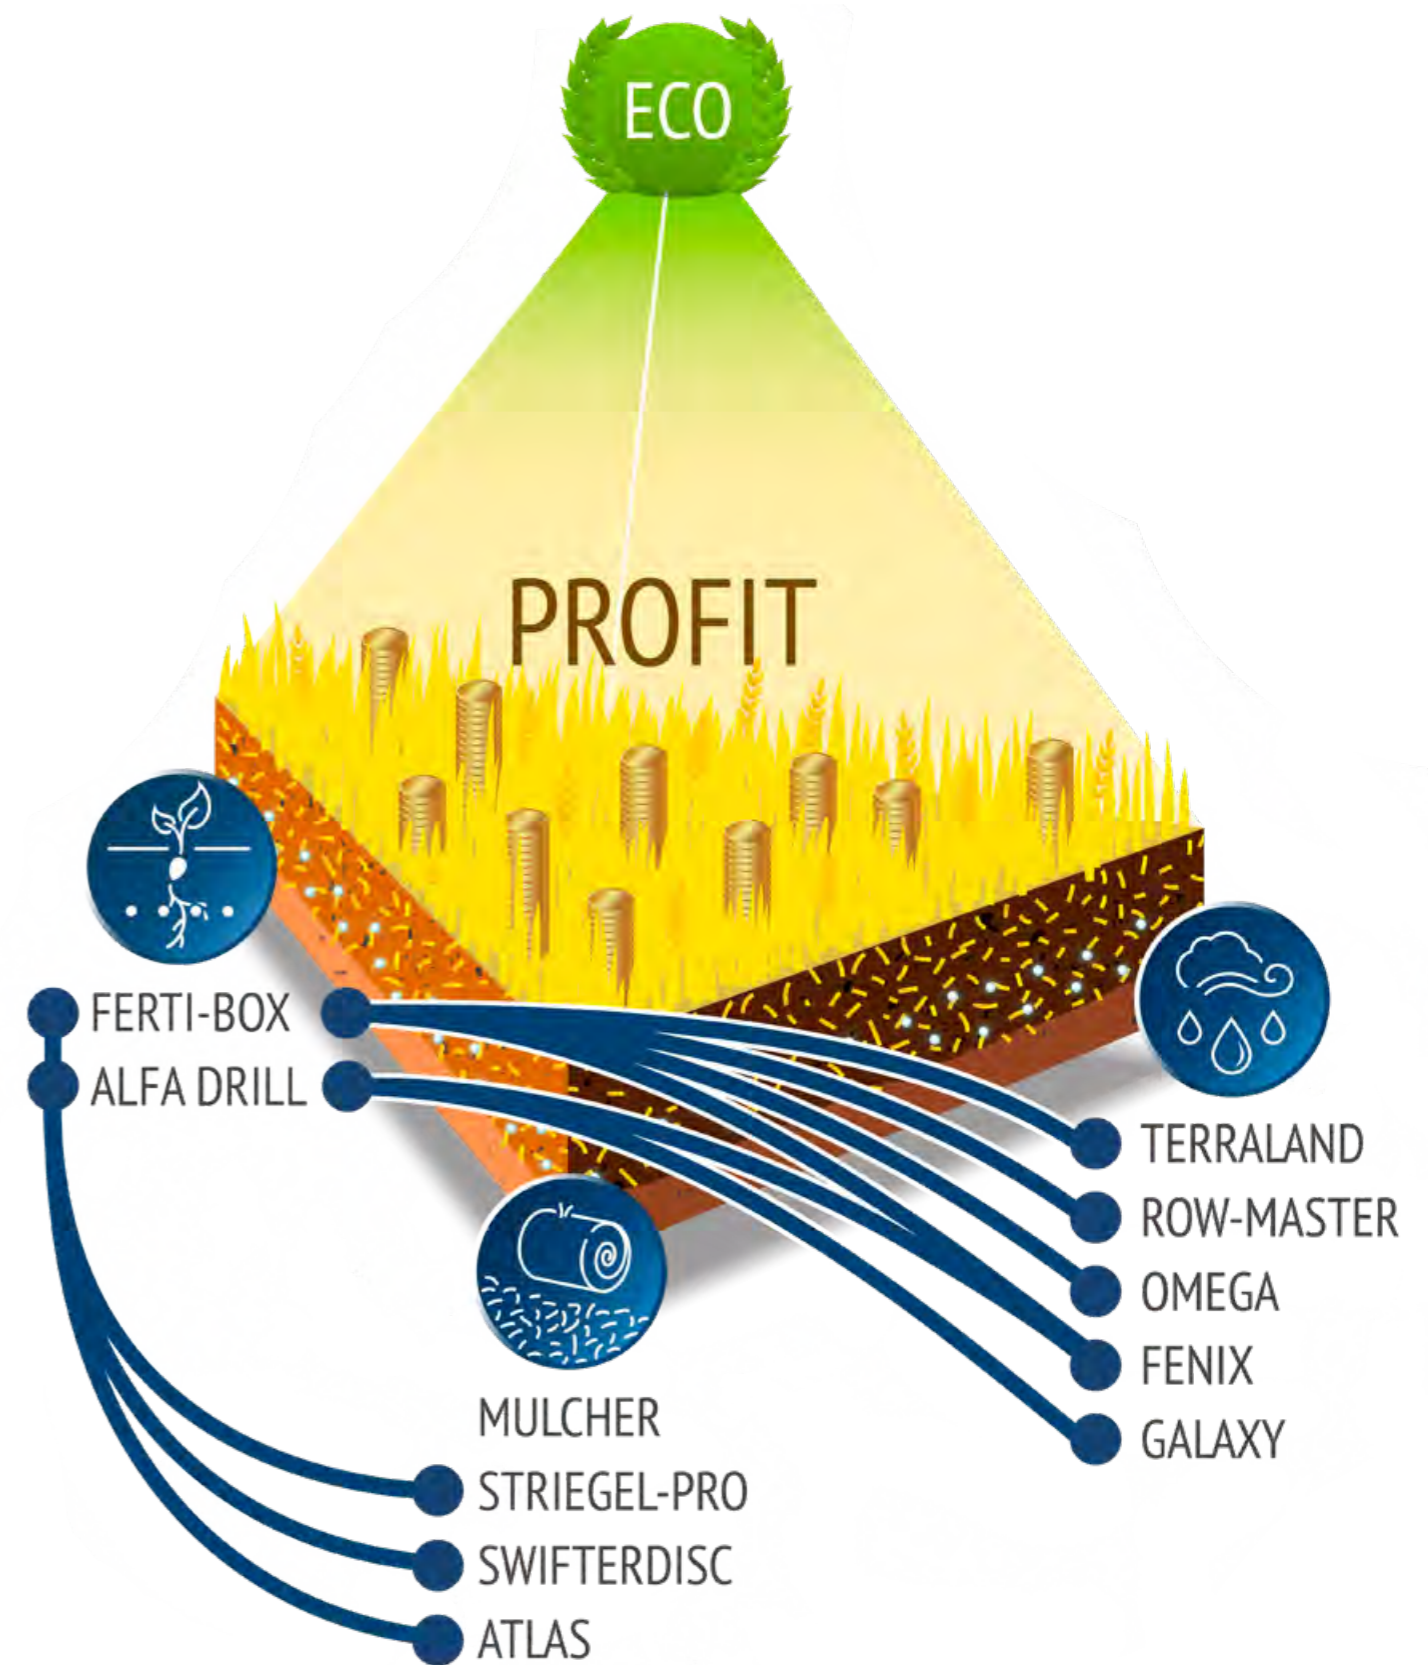 ECO
PROFIT
FERTI-BOX
ALFA DRILL
TERRALAND
ROW-MASTER
OMEGA
FENIX
GALAXY
MULCHER
STRIEGEL-PRO
SWIFTERDISC
ATLAS